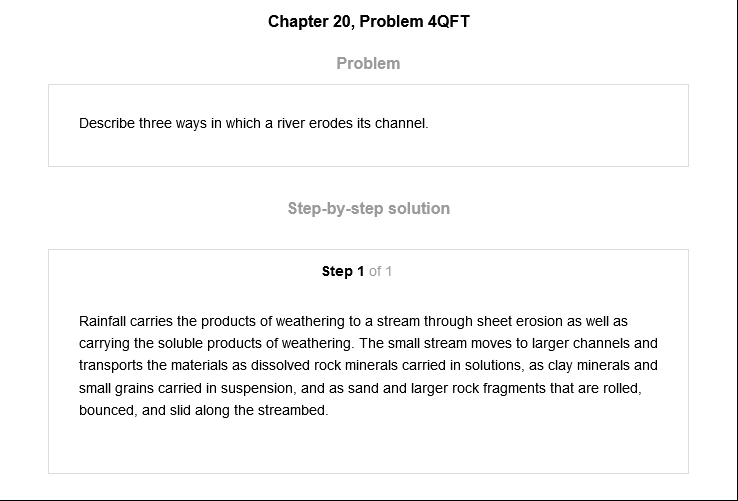 Chapter 20, Problem 4QFT
Problem
Describe three ways in which a river erodes its channel.
Step-by-step solution
Step 1 of 1
Rainfall carries the products of weathering to a stream through sheet erosion as well as
carrying the soluble products of weathering. The small stream moves to larger channels and
transports the materials as dissolved rock minerals carried in solutions, as clay minerals and
small grains carried in suspension, and as sand and larger rock fragments that are rolled,
bounced, and slid along the streambed.